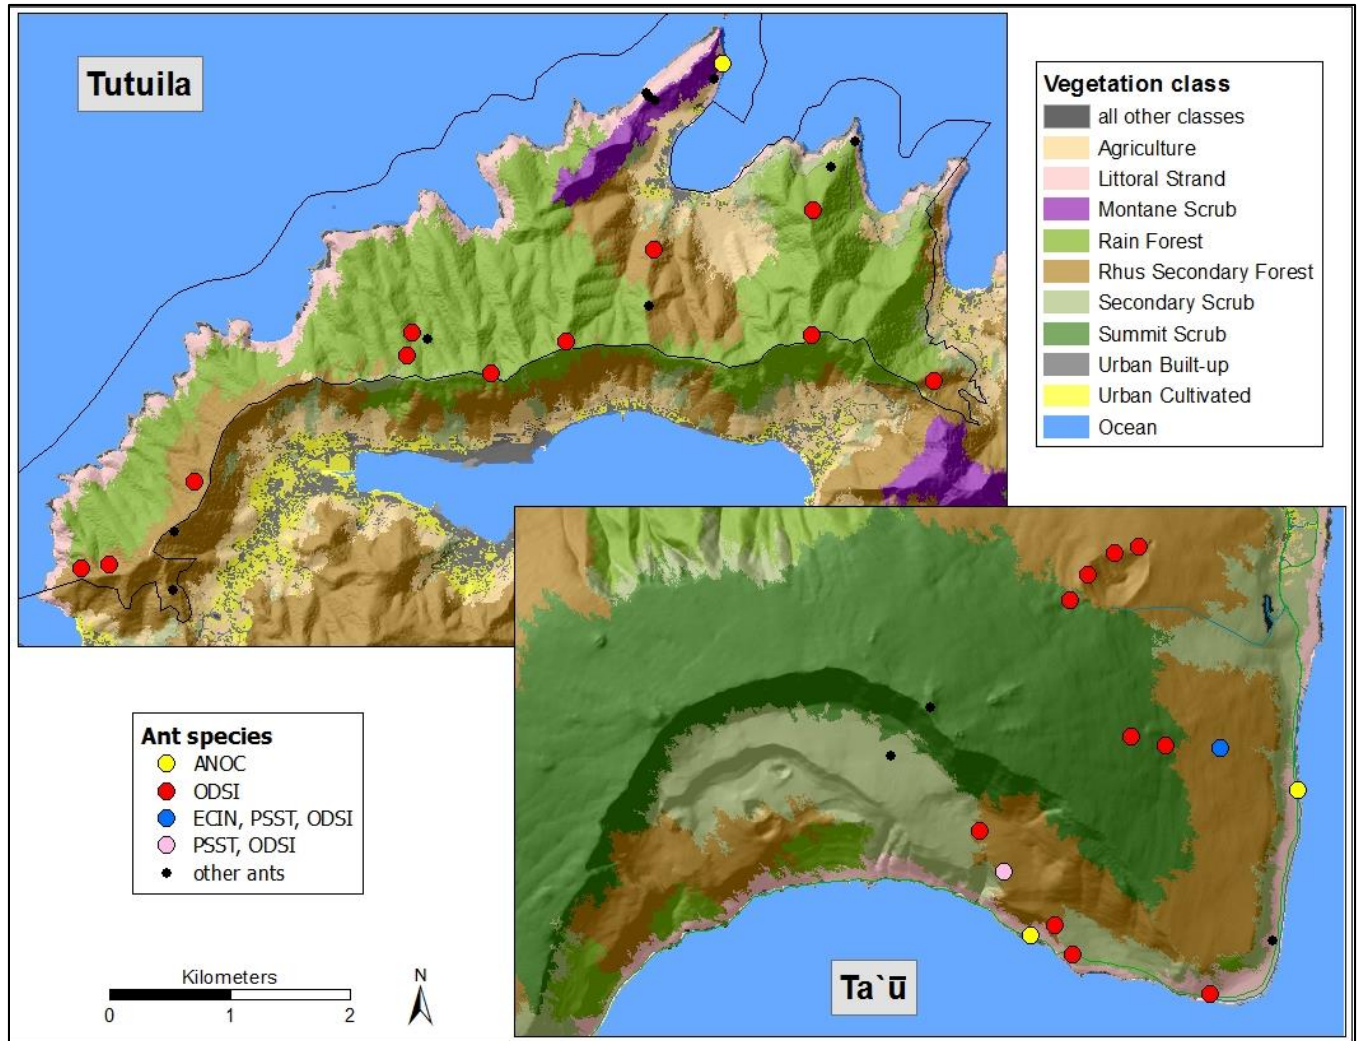 Tutuila
Vegetation class
all other classes
Agriculture
Littoral Strand
Montane Scrub
Rain Forest
Rhus Secondary Forest
Secondary Scrub
Summit Scrub
Urban Built-up
Urban Cultivated
Ocean
Ant species
ANOC
ODSI
ECIN, PSST, ODSI
PSST, ODSI
other ants
Kilometers
0 1 2
N
Ta`ū